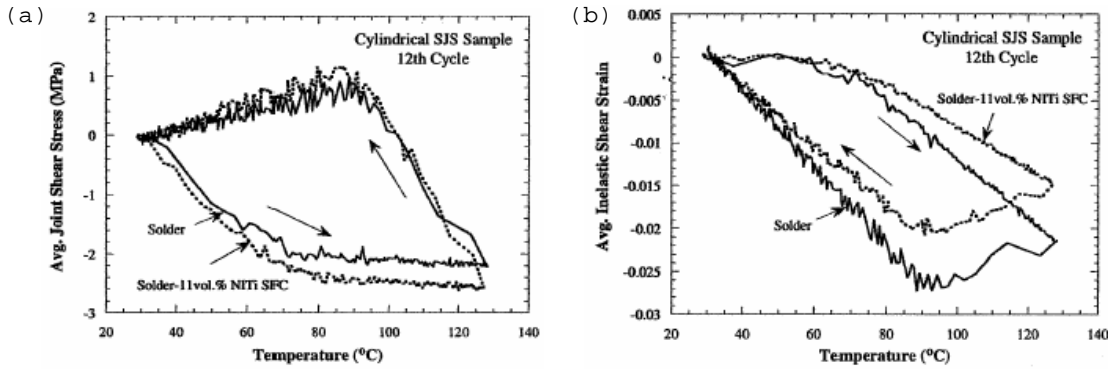 (a)
Cylindrical SJS Sample
12th Cycle
Avg. Joint Shear Stress (MPa)
2
1
0
-1
-2
-3
Solder
Solder-11vol.% NiTi SFC
20
40
60
80
100
120
140
Temperature (°C)
(b)
Cylindrical SJS Sample
12th Cycle
Avg. Inelastic Shear Strain
0.005
0
-0.005
-0.01
-0.015
-0.02
-0.025
-0.03
Solder-11vol.% NiTi SFC
Solder
20
40
60
80
100
120
140
Temperature (°C)